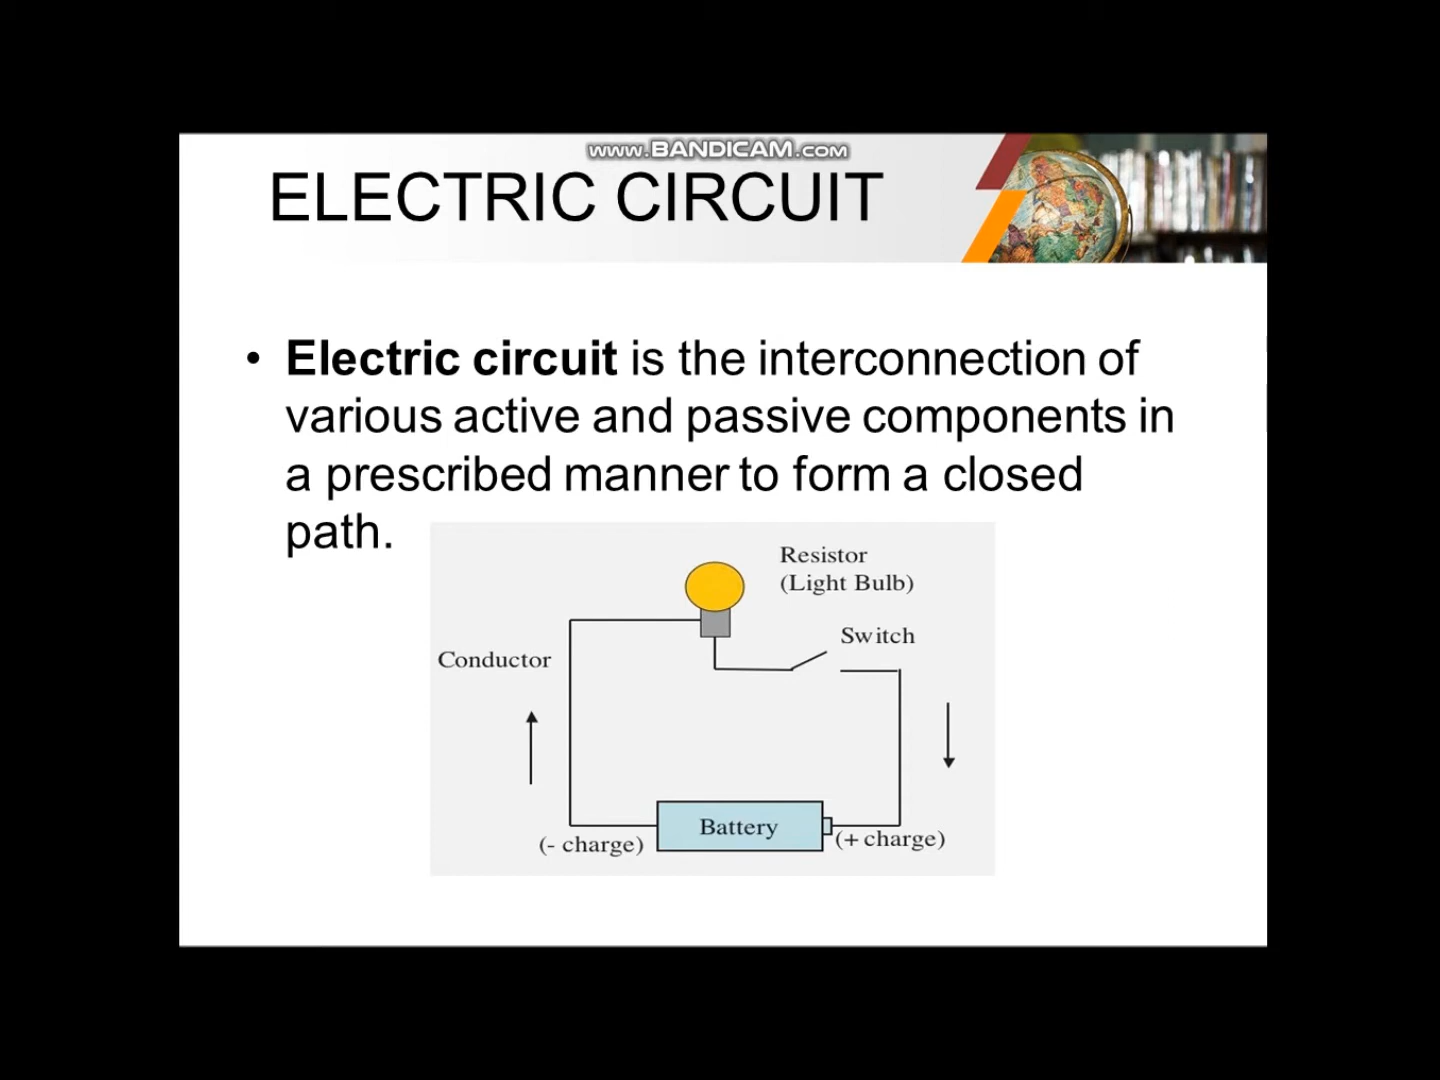 www.BANDICAM.com
ELECTRIC CIRCUIT
• Electric circuit is the interconnection of
various active and passive components in
a prescribed manner to form a closed
path.
Resistor
(Light Bulb)
Switch
Conductor
Battery
(- charge)
(+ charge)